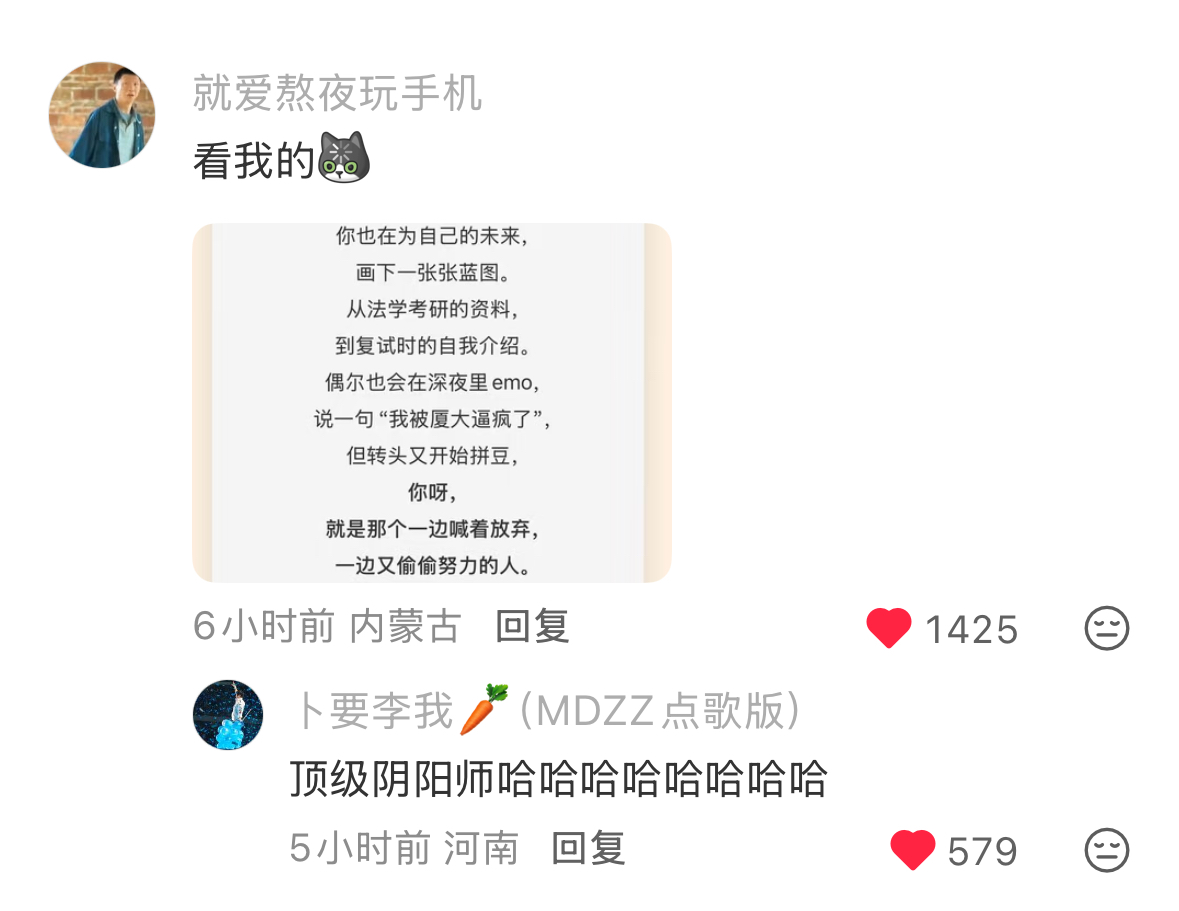 就爱熬夜玩手机
看我的
你也在为自己的未来，
画下一张张蓝图。
从法学考研的资料，
到复试时的自我介绍。
偶尔也会在深夜里emo，
说一句“我被厦大逼疯了”，
但转头又开始拼豆，
你呀，
就是那个一边喊着放弃，
一边又偷偷努力的人。
6小时前 内蒙古 回复 1425
卜要李我🥕（MDZZ点歌版）
顶级阴阳师哈哈哈哈哈哈哈哈
5小时前 河南 回复 579